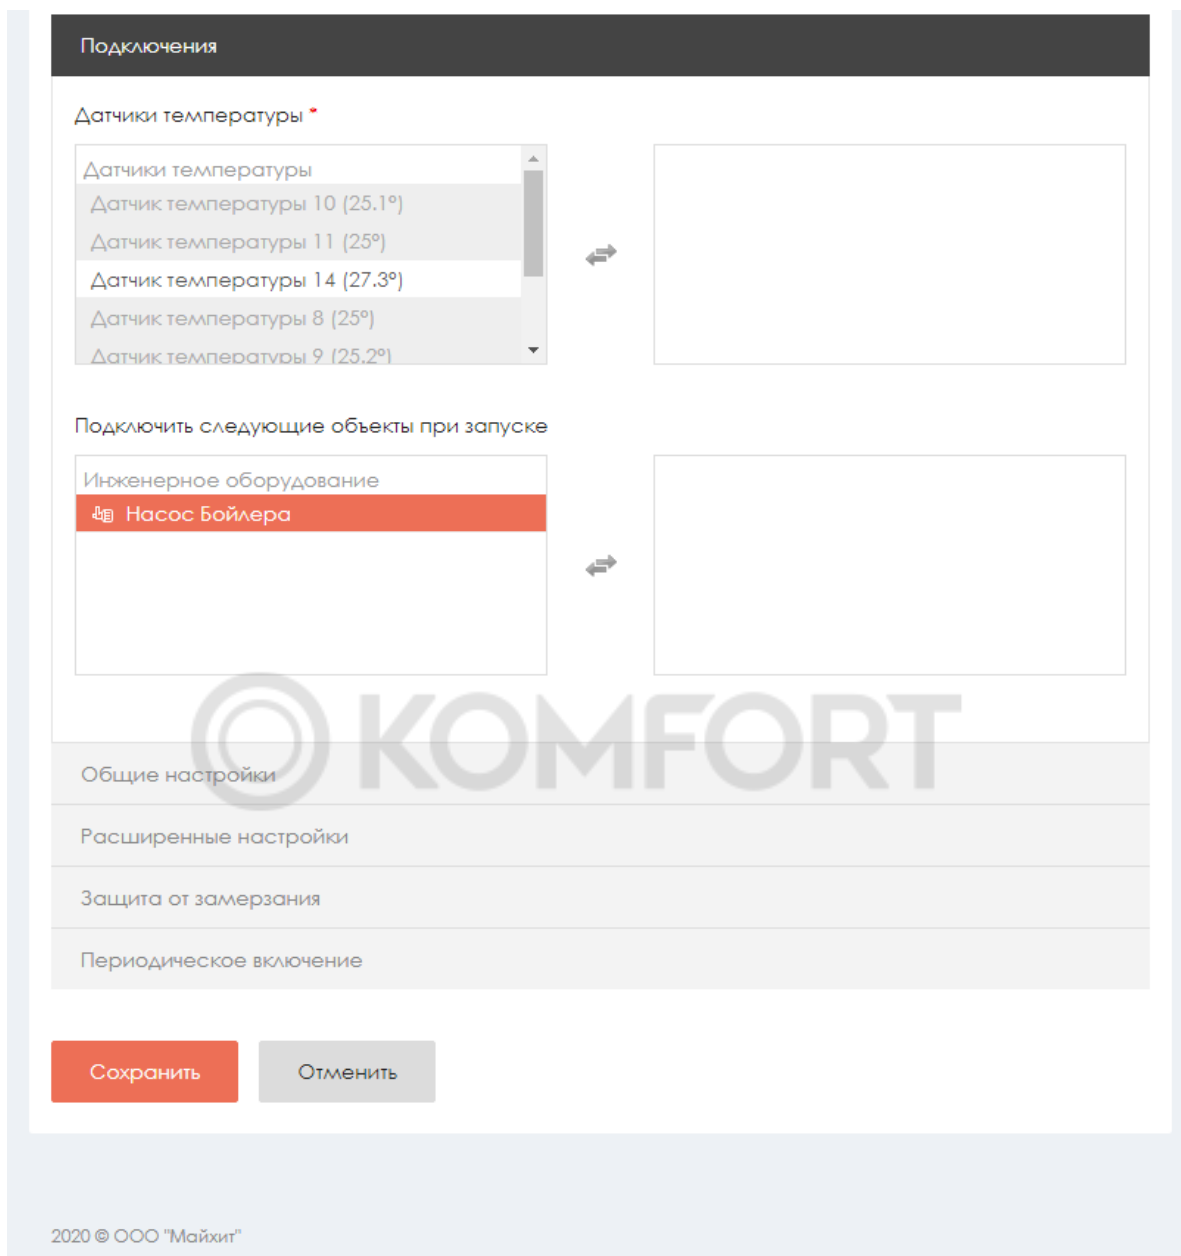 Подключения
Датчики температуры *
Датчики температуры
Датчик температуры 10 (25.1°)
Датчик температуры 11 (25°)
Датчик температуры 14 (27.3°)
Датчик температуры 8 (25°)
Датчик температуры 9 (25.2°)
Подключить следующие объекты при запуске
Инженерное оборудование
Насос Бойлера
KOMFORT
Общие настройки
Расширенные настройки
Защита от замерзания
Периодическое включение
Сохранить
Отменить
2020 © ООО "Майхит"